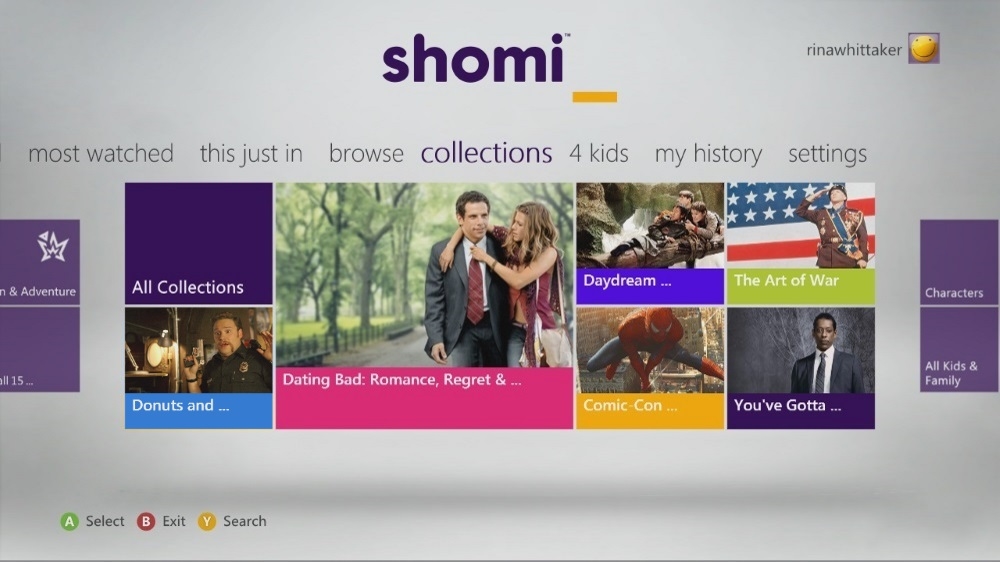 shomi™
rinawhittaker
most watched this just in browse collections 4 kids my history settings
n & Adventure
all 15 ...
All Collections
Donuts and ...
Dating Bad: Romance, Regret & ...
Daydream ...
The Art of War
Comic-Con ...
You've Gotta ...
Characters
All Kids &
Family
A Select B Exit Y Search